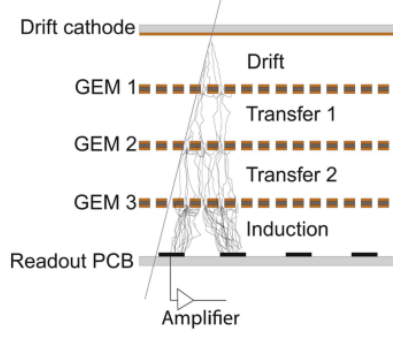 Drift cathode
Drift
GEM 1
Transfer 1
GEM 2
Transfer 2
GEM 3
Induction
Readout PCB
Amplifier